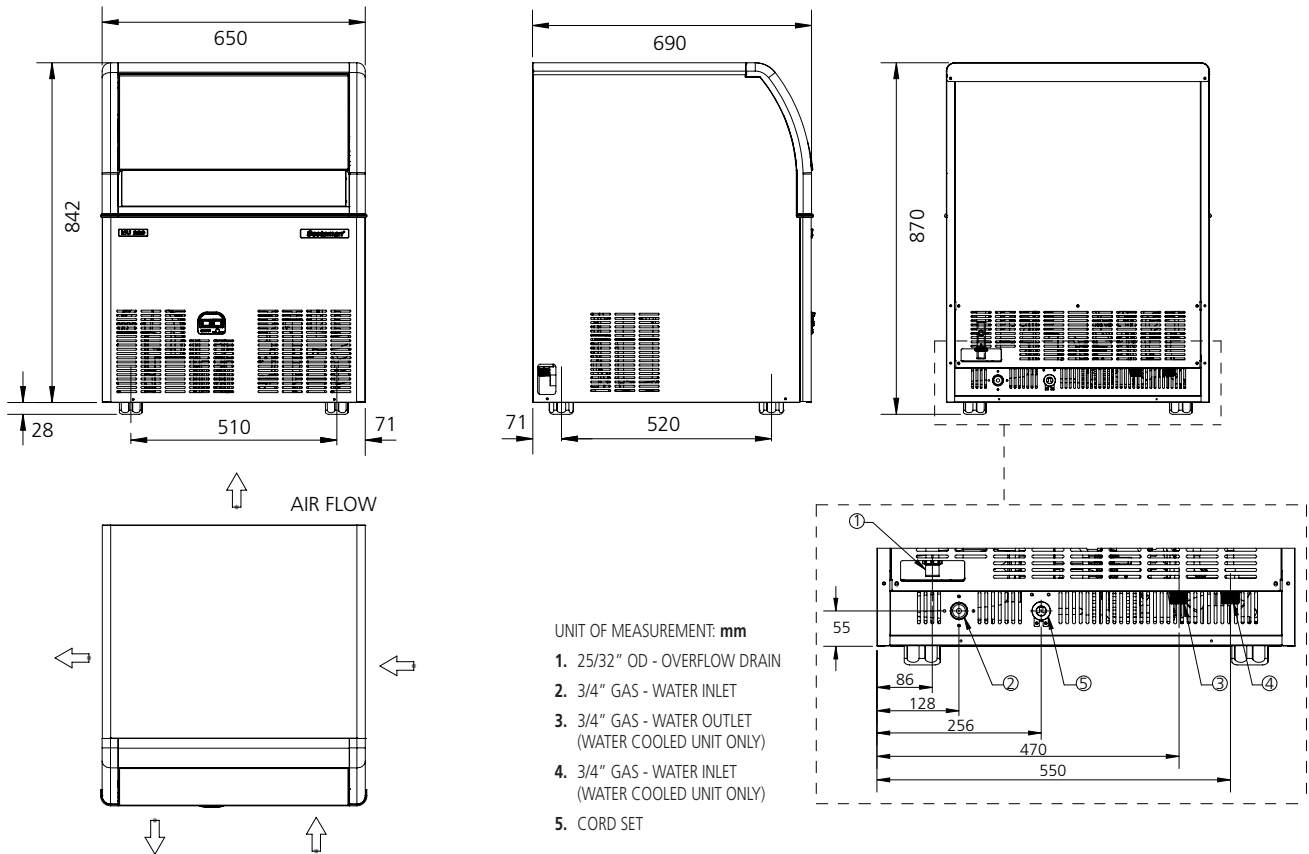 650
690
842
870
28
510
71
71
520
AIR FLOW
1
55
86
2
5
3
4
128
256
470
550
UNIT OF MEASUREMENT: mm
1. 25/32" OD - OVERFLOW DRAIN
2. 3/4" GAS - WATER INLET
3. 3/4" GAS - WATER OUTLET
(WATER COOLED UNIT ONLY)
4. 3/4" GAS - WATER INLET
(WATER COOLED UNIT ONLY)
5. CORD SET